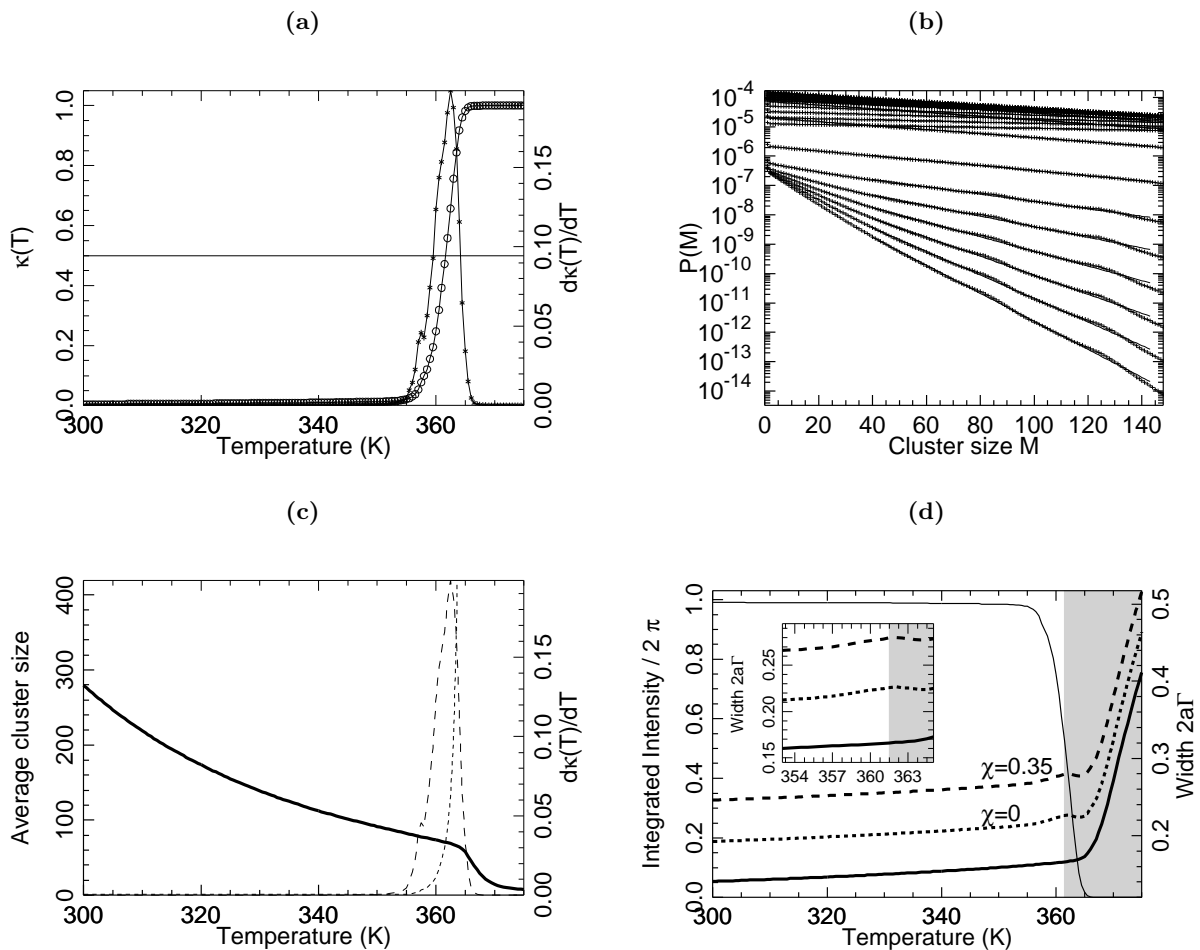 (a)
1.0
0.8
0.6
0.4
0.2
0.0
κ(T)
300 320 340 360
Temperature (K)
0.15
0.10
0.05
0.00
dκ(T)/dT
(b)
10-4
10-5
10-6
10-7
10-8
10-9
10-10
10-11
10-12
10-13
10-14
P(M)
0 20 40 60 80 100 120 140
Cluster size M
(c)
400
300
200
100
0
Average cluster size
300 320 340 360
Temperature (K)
0.15
0.10
0.05
0.00
dκ(T)/dT
(d)
1.0
0.8
0.6
0.4
0.2
0.0
Integrated Intensity / 2 π
0.25
0.20
0.15
Width 2aΓ
354 357 360 363
χ=0.35
χ=0
300 320 340 360
Temperature (K)
0.5
0.4
0.3
0.2
Width 2aΓ